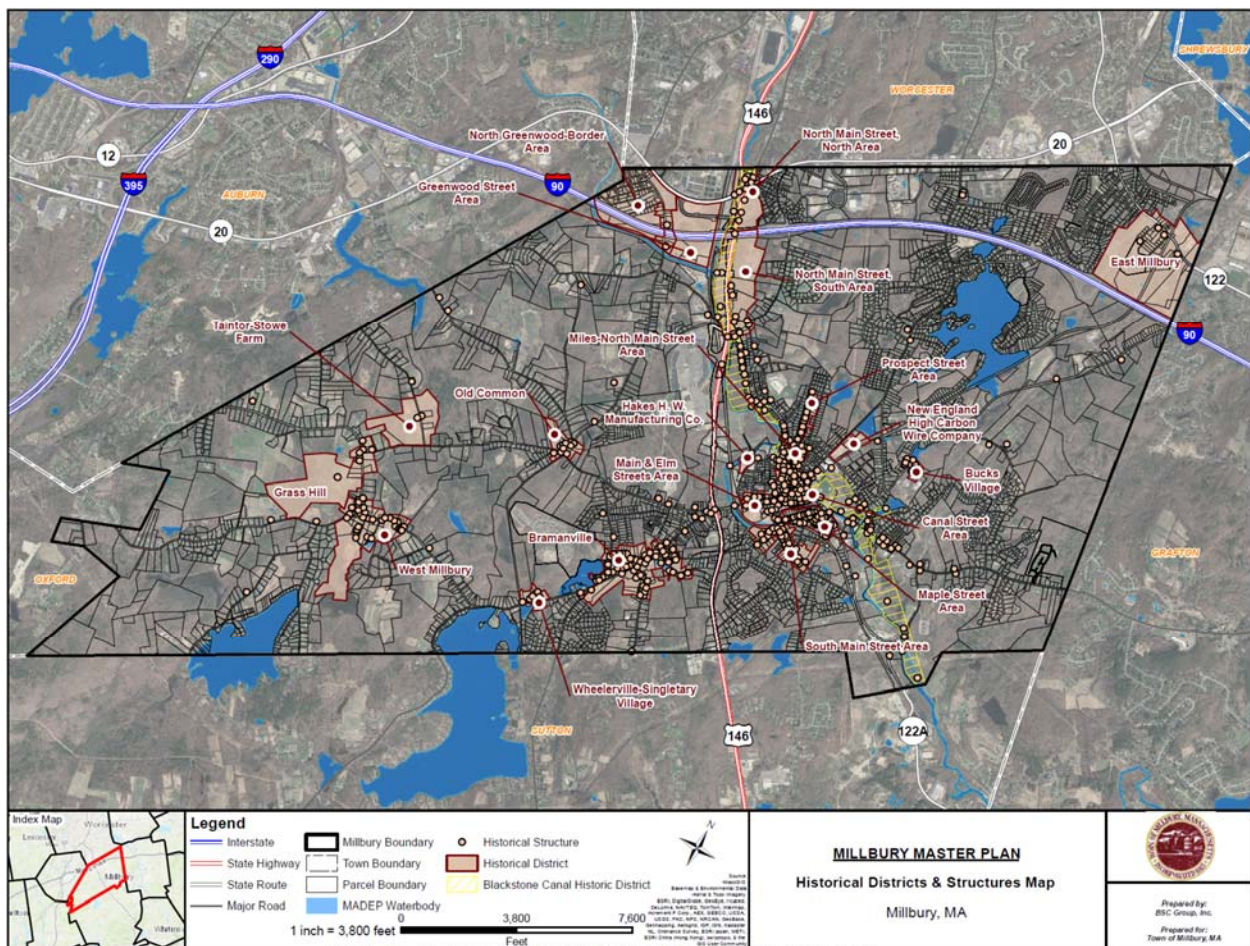 290
SHREWSBURY
WORCESTER
146
North Greenwood-Border
Area
North Main Street,
North Area
12
20
395
AUBURN
90
Greenwood Street
Area
20
East Millbury
122
North Main Street,
South Area
90
Taintor-Stowe
Farm
Miles-North Main Street
Area
Prospect Street
Area
Old Common
Hakes H. W.
Manufacturing Co.
New England
High Carbon
Wire Company
Main & Elm
Streets Area
Bucks
Village
Grass Hill
Canal Street
Area
Bramanville
GRAFTON
OXFORD
West Millbury
Maple Street
Area
South Main Street Area
Wheelerville-Singletary
Village
SUTTON
146
122A
Index Map
Worcester
Millbury
Legend
Interstate
State Highway
State Route
Major Road
Millbury Boundary
Town Boundary
Parcel Boundary
MADEP Waterbody
Historical Structure
Historical District
Blackstone Canal Historic District
1 inch = 3,800 feet
0 3,800 7,600
Feet
N
Source
MILLBURY MASTER PLAN
Historical Districts & Structures Map
Millbury, MA
Prepared by:
BSC Group, Inc.
Prepared for:
Town of Millbury, MA